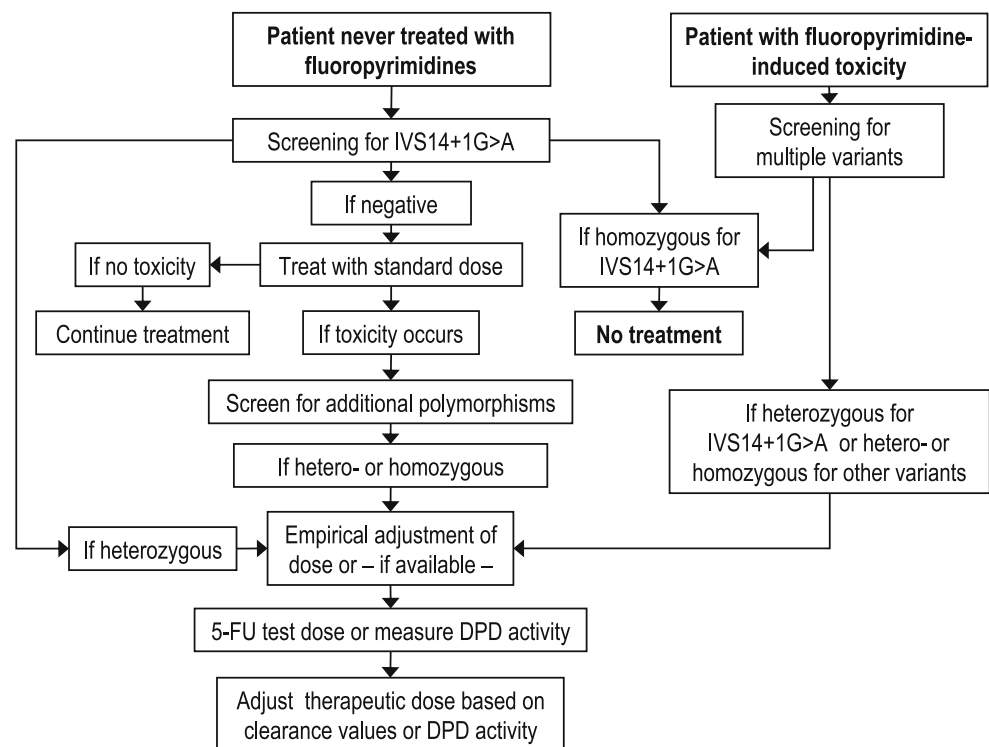 Patient never treated with
fluoropyrimidines
Patient with fluoropyrimidine-
induced toxicity
Screening for IVS14+1G>A
Screening for
multiple variants
If negative
If homozygous for
IVS14+1G>A
If no toxicity
Treat with standard dose
Continue treatment
If toxicity occurs
No treatment
Screen for additional polymorphisms
If heterozygous for
IVS14+1G>A or hetero- or
homozygous for other variants
If hetero- or homozygous
If heterozygous
Empirical adjustment of
dose or – if available –
5-FU test dose or measure DPD activity
Adjust therapeutic dose based on
clearance values or DPD activity